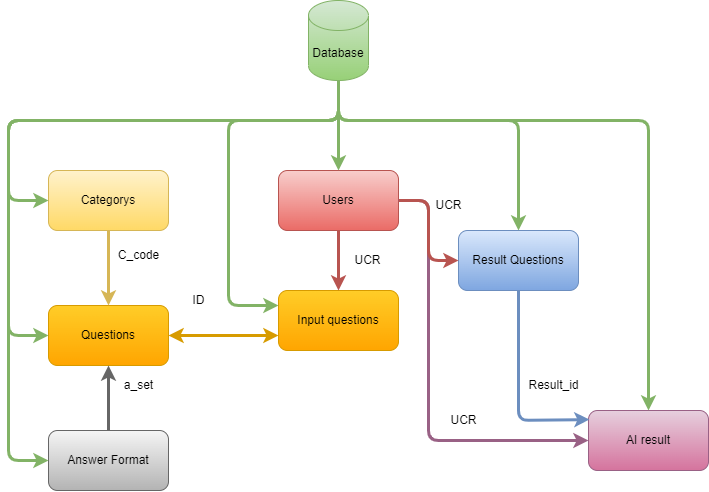 Database
Categorys
Users
UCR
C_code
UCR
Result Questions
ID
Input questions
Questions
a_set
Result_id
UCR
AI result
Answer Format